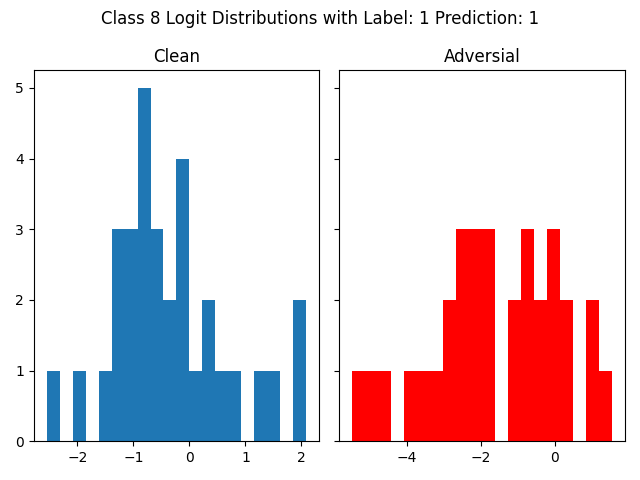 Class 8 Logit Distributions with Label: 1 Prediction: 1
Clean
Adversial
5
4
3
2
1
0
−2 −1 0 1 2
−4 −2 0